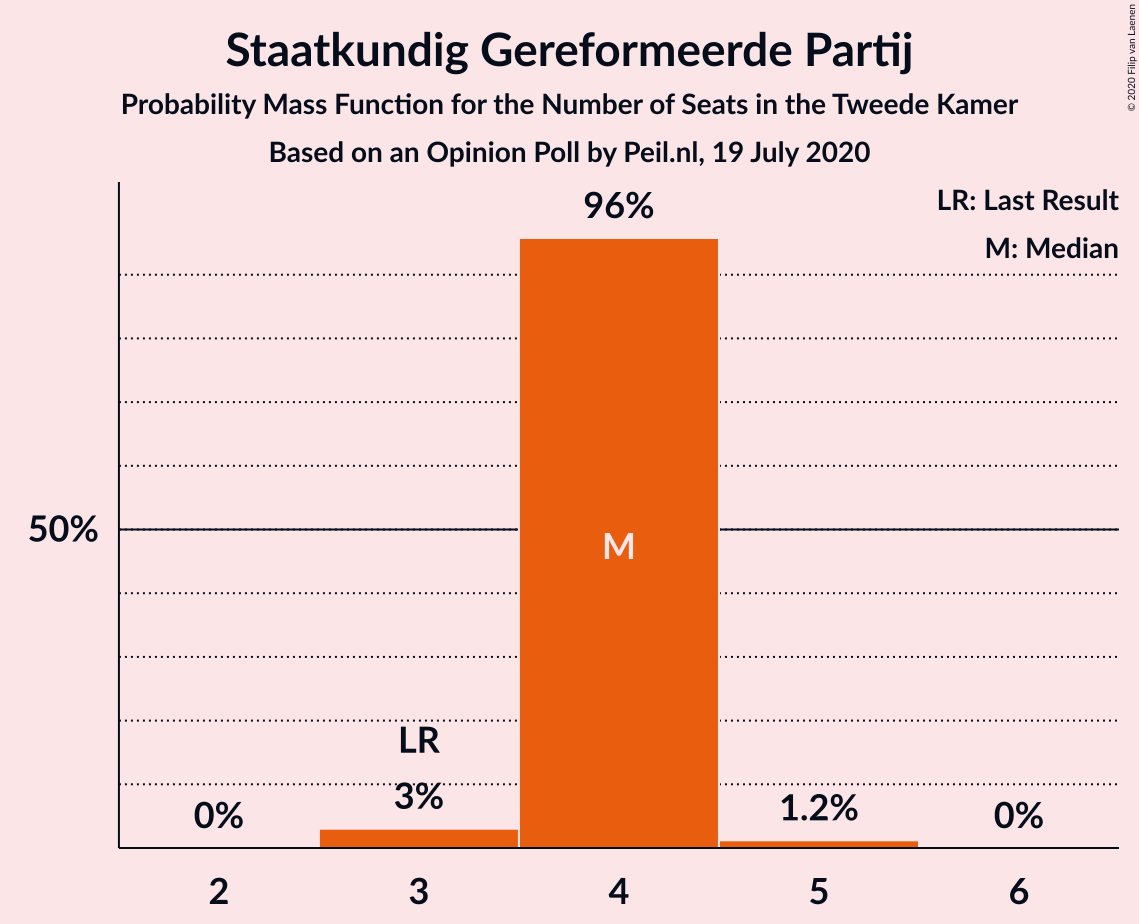 Staatkundig Gereformeerde Partij
Probability Mass Function for the Number of Seats in the Tweede Kamer
Based on an Opinion Poll by Peil.nl, 19 July 2020
© 2020 Filip van Laenen
LR: Last Result
M: Median
96%
50%
M
LR
0%
3%
1.2%
0%
2
3
4
5
6